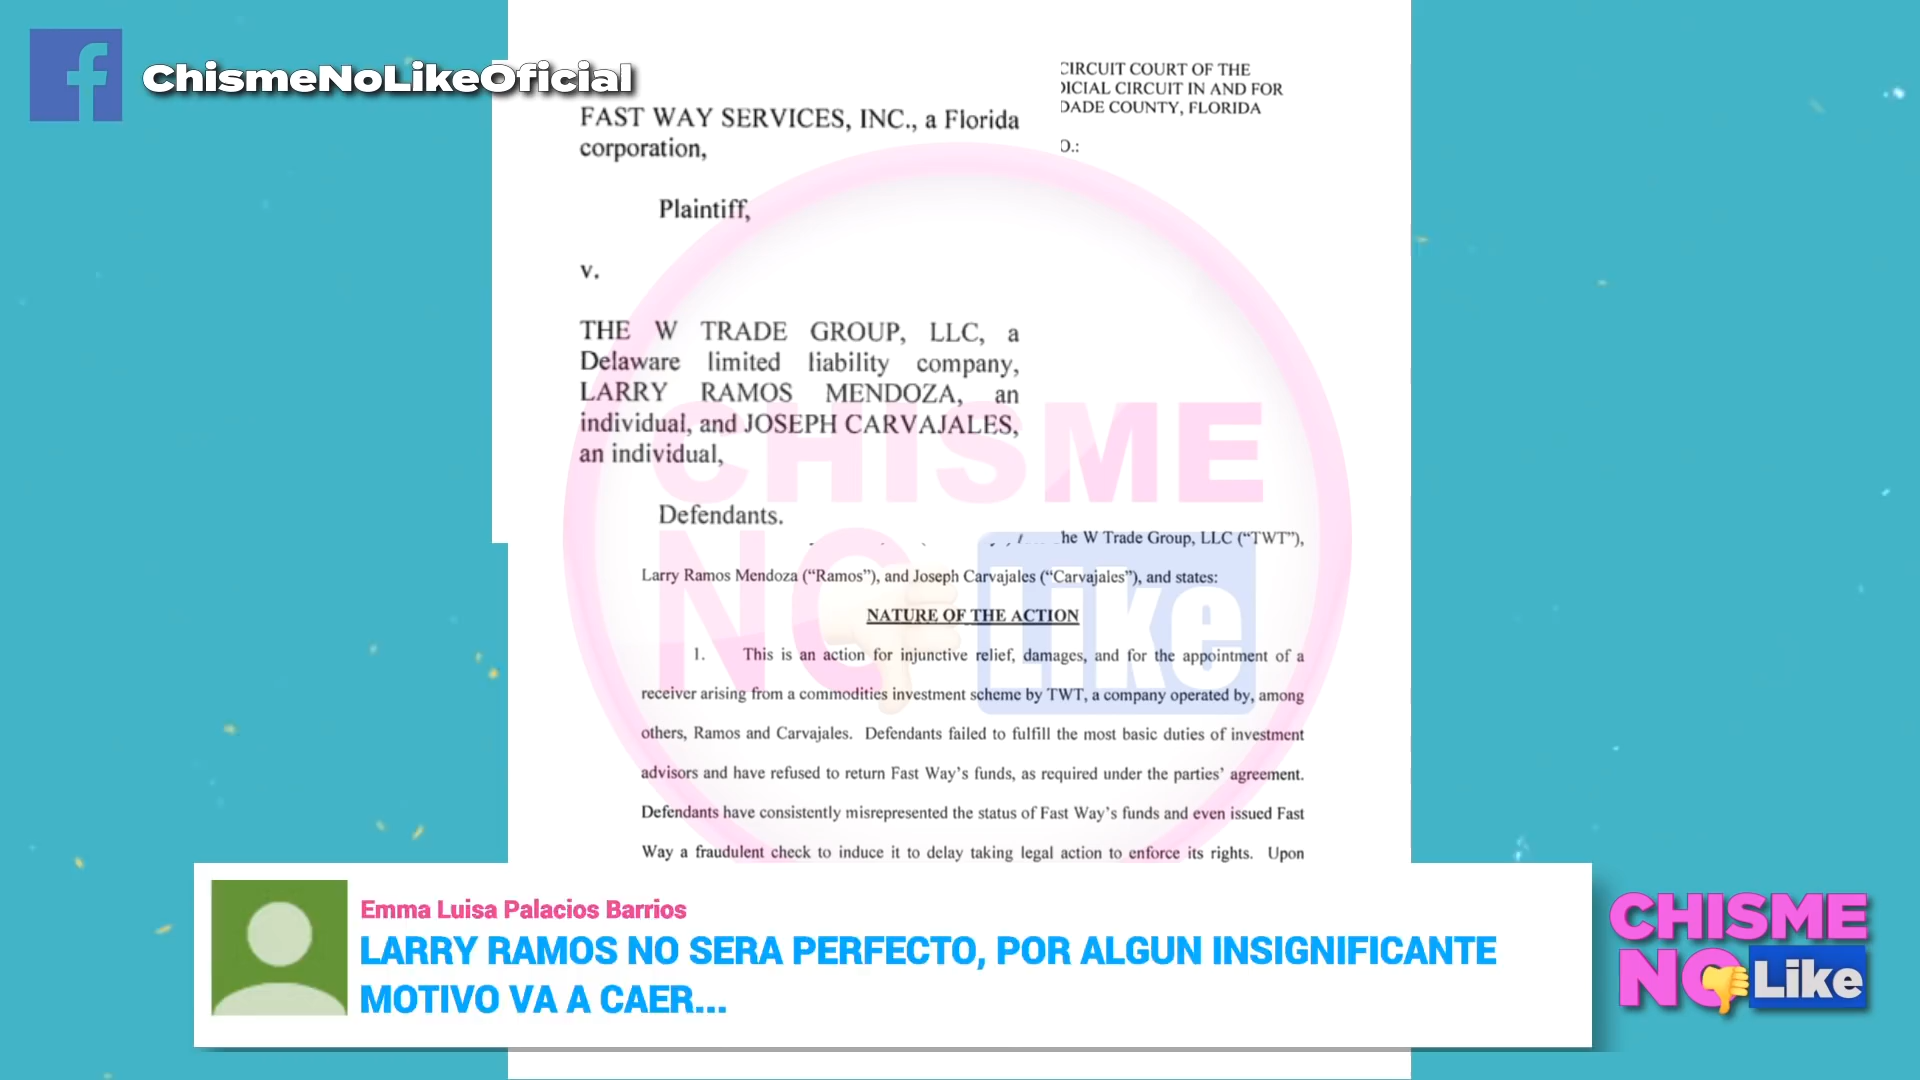 ChismeNoLikeOficial
CIRCUIT COURT OF THE
DICIAL CIRCUIT IN AND FOR
DADE COUNTY, FLORIDA
O.:
FAST WAY SERVICES, INC., a Florida
corporation,
Plaintiff,
v.
THE W TRADE GROUP, LLC, a
Delaware limited liability company,
LARRY RAMOS MENDOZA, an
individual, and JOSEPH CARVAJALES,
an individual,
Defendants.
he W Trade Group, LLC (“TWT”),
Larry Ramos Mendoza (“Ramos”), and Joseph Carvajales (“Carvajales”), and states:
NATURE OF THE ACTION
1. This is an action for injunctive relief, damages, and for the appointment of a
receiver arising from a commodities investment scheme by TWT, a company operated by, among
others, Ramos and Carvajales. Defendants failed to fulfill the most basic duties of investment
advisors and have refused to return Fast Way’s funds, as required under the parties’ agreement.
Defendants have consistently misrepresented the status of Fast Way’s funds and even issued Fast
Way a fraudulent check to induce it to delay taking legal action to enforce its rights. Upon
CHISME
NO Like
Emma Luisa Palacios Barrios
LARRY RAMOS NO SERA PERFECTO, POR ALGUN INSIGNIFICANTE
MOTIVO VA A CAER...
CHISME
NO Like